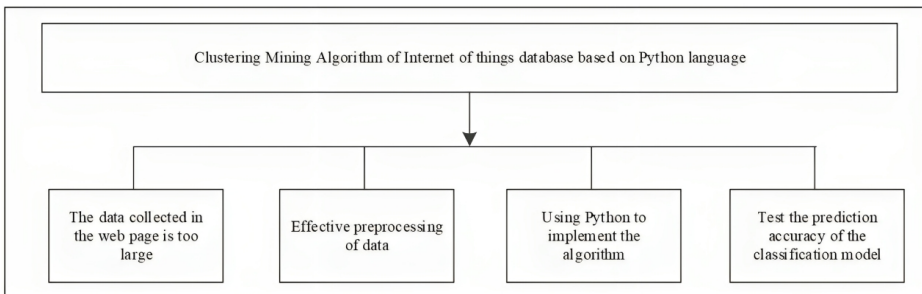 Clustering Mining Algorithm of Internet of things database based on Python language
The data collected in
the web page is too
large
Effective preprocessing
of data
Using Python to
implement the
algorithm
Test the prediction
accuracy of the
classification model